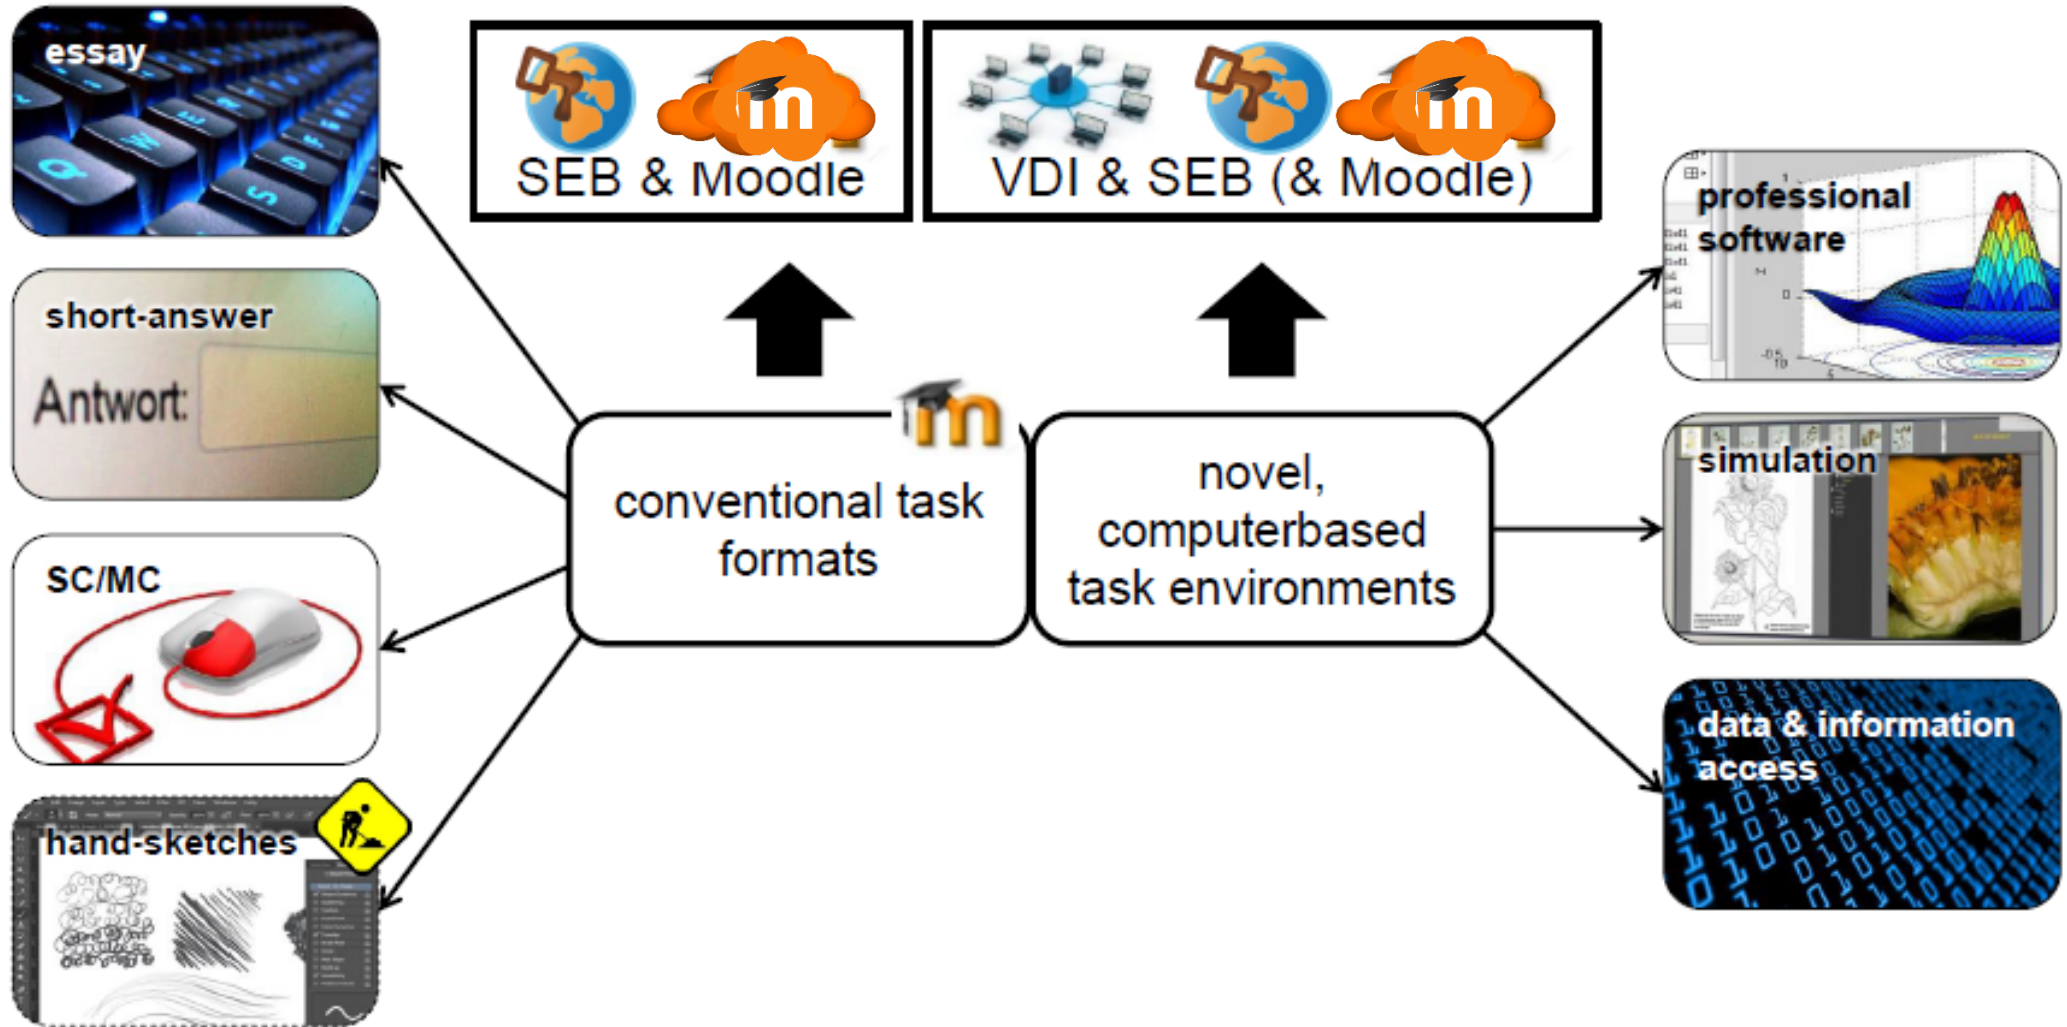 essay
SEB & Moodle
VDI & SEB (& Moodle)
professional
software
short-answer
Antwort:
conventional task
formats
novel,
computerbased
task environments
simulation
SC/MC
data & information
access
hand-sketches